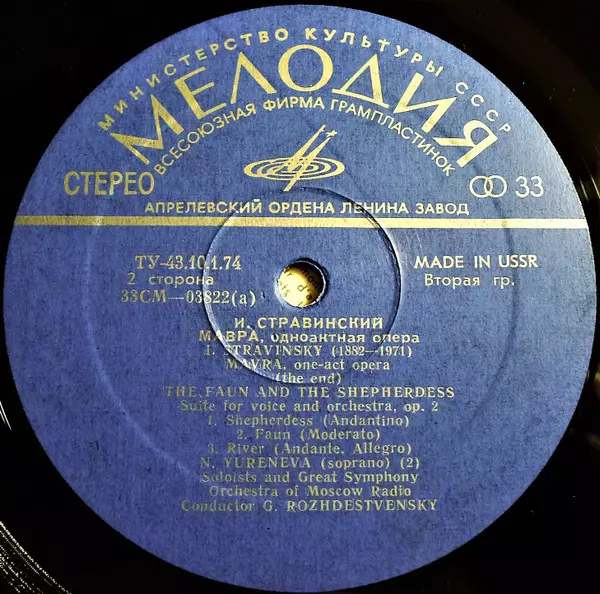 МИНИСТЕРСТВО КУЛЬТУРЫ СССР
МЕЛОДИЯ
ВСЕСОЮЗНАЯ ФИРМА ГРАМПЛАСТИНОК
СТЕРЕО
33
АПРЕЛЕВСКИЙ ОРДЕНА ЛЕНИНА ЗАВОД
ТУ-43.10.1.74
MADE IN USSR
2 сторона
Вторая гр.
33СМ—03822(а)
И. СТРАВИНСКИЙ
МАВРА, одноактная опера
I. STRAVINSKY (1882—1971)
MAVRA, one-act opera
(the end)
THE FAUN AND THE SHEPHERDESS
Suite for voice and orchestra, op. 2
1. Shepherdess (Andantino)
2. Faun (Moderato)
3. River (Andante, Allegro)
N. YURENEVA (soprano) (2)
Soloists and Great Symphony
Orchestra of Moscow Radio
Conductor G. ROZHDESTVENSKY